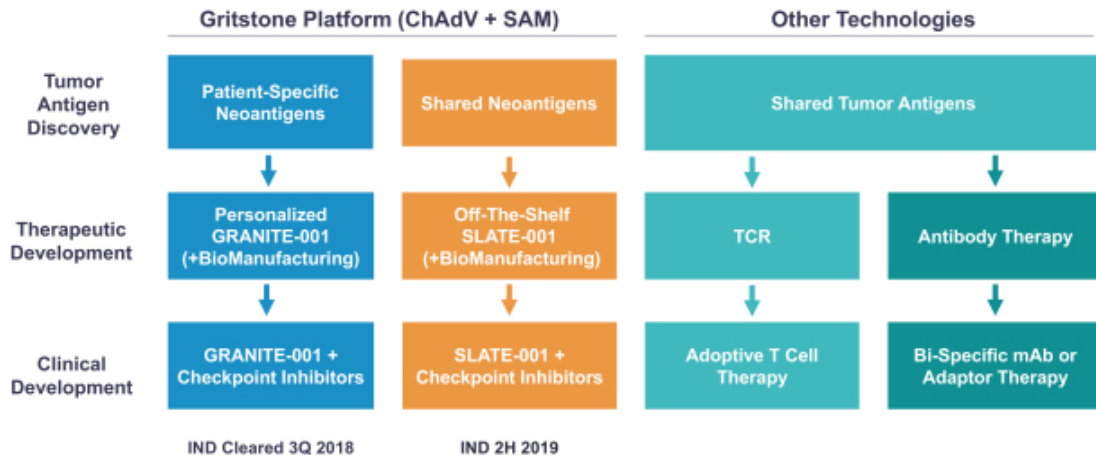 Gritstone Platform (ChAdV + SAM)
Other Technologies
Tumor
Antigen
Discovery
Patient-Specific
Neoantigens
Shared Neoantigens
Shared Tumor Antigens
Therapeutic
Development
Personalized
GRANITE-001
(+BioManufacturing)
Off-The-Shelf
SLATE-001
(+BioManufacturing)
TCR
Antibody Therapy
Clinical
Development
GRANITE-001 +
Checkpoint Inhibitors
SLATE-001 +
Checkpoint Inhibitors
Adoptive T Cell
Therapy
Bi-Specific mAb or
Adaptor Therapy
IND Cleared 3Q 2018
IND 2H 2019